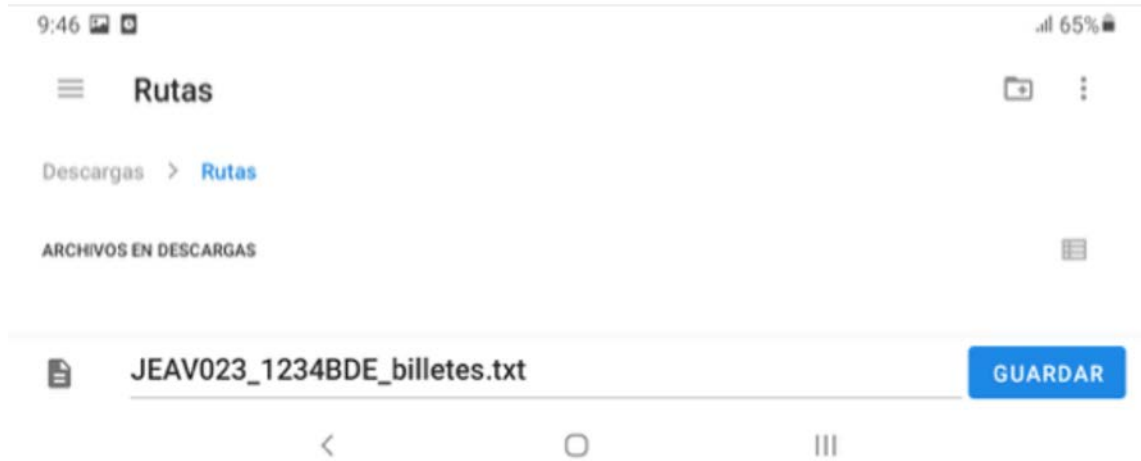 9:46 65%
Rutas
Descargas > Rutas
ARCHIVOS EN DESCARGAS
JEAV023_1234BDE_billetes.txt GUARDAR